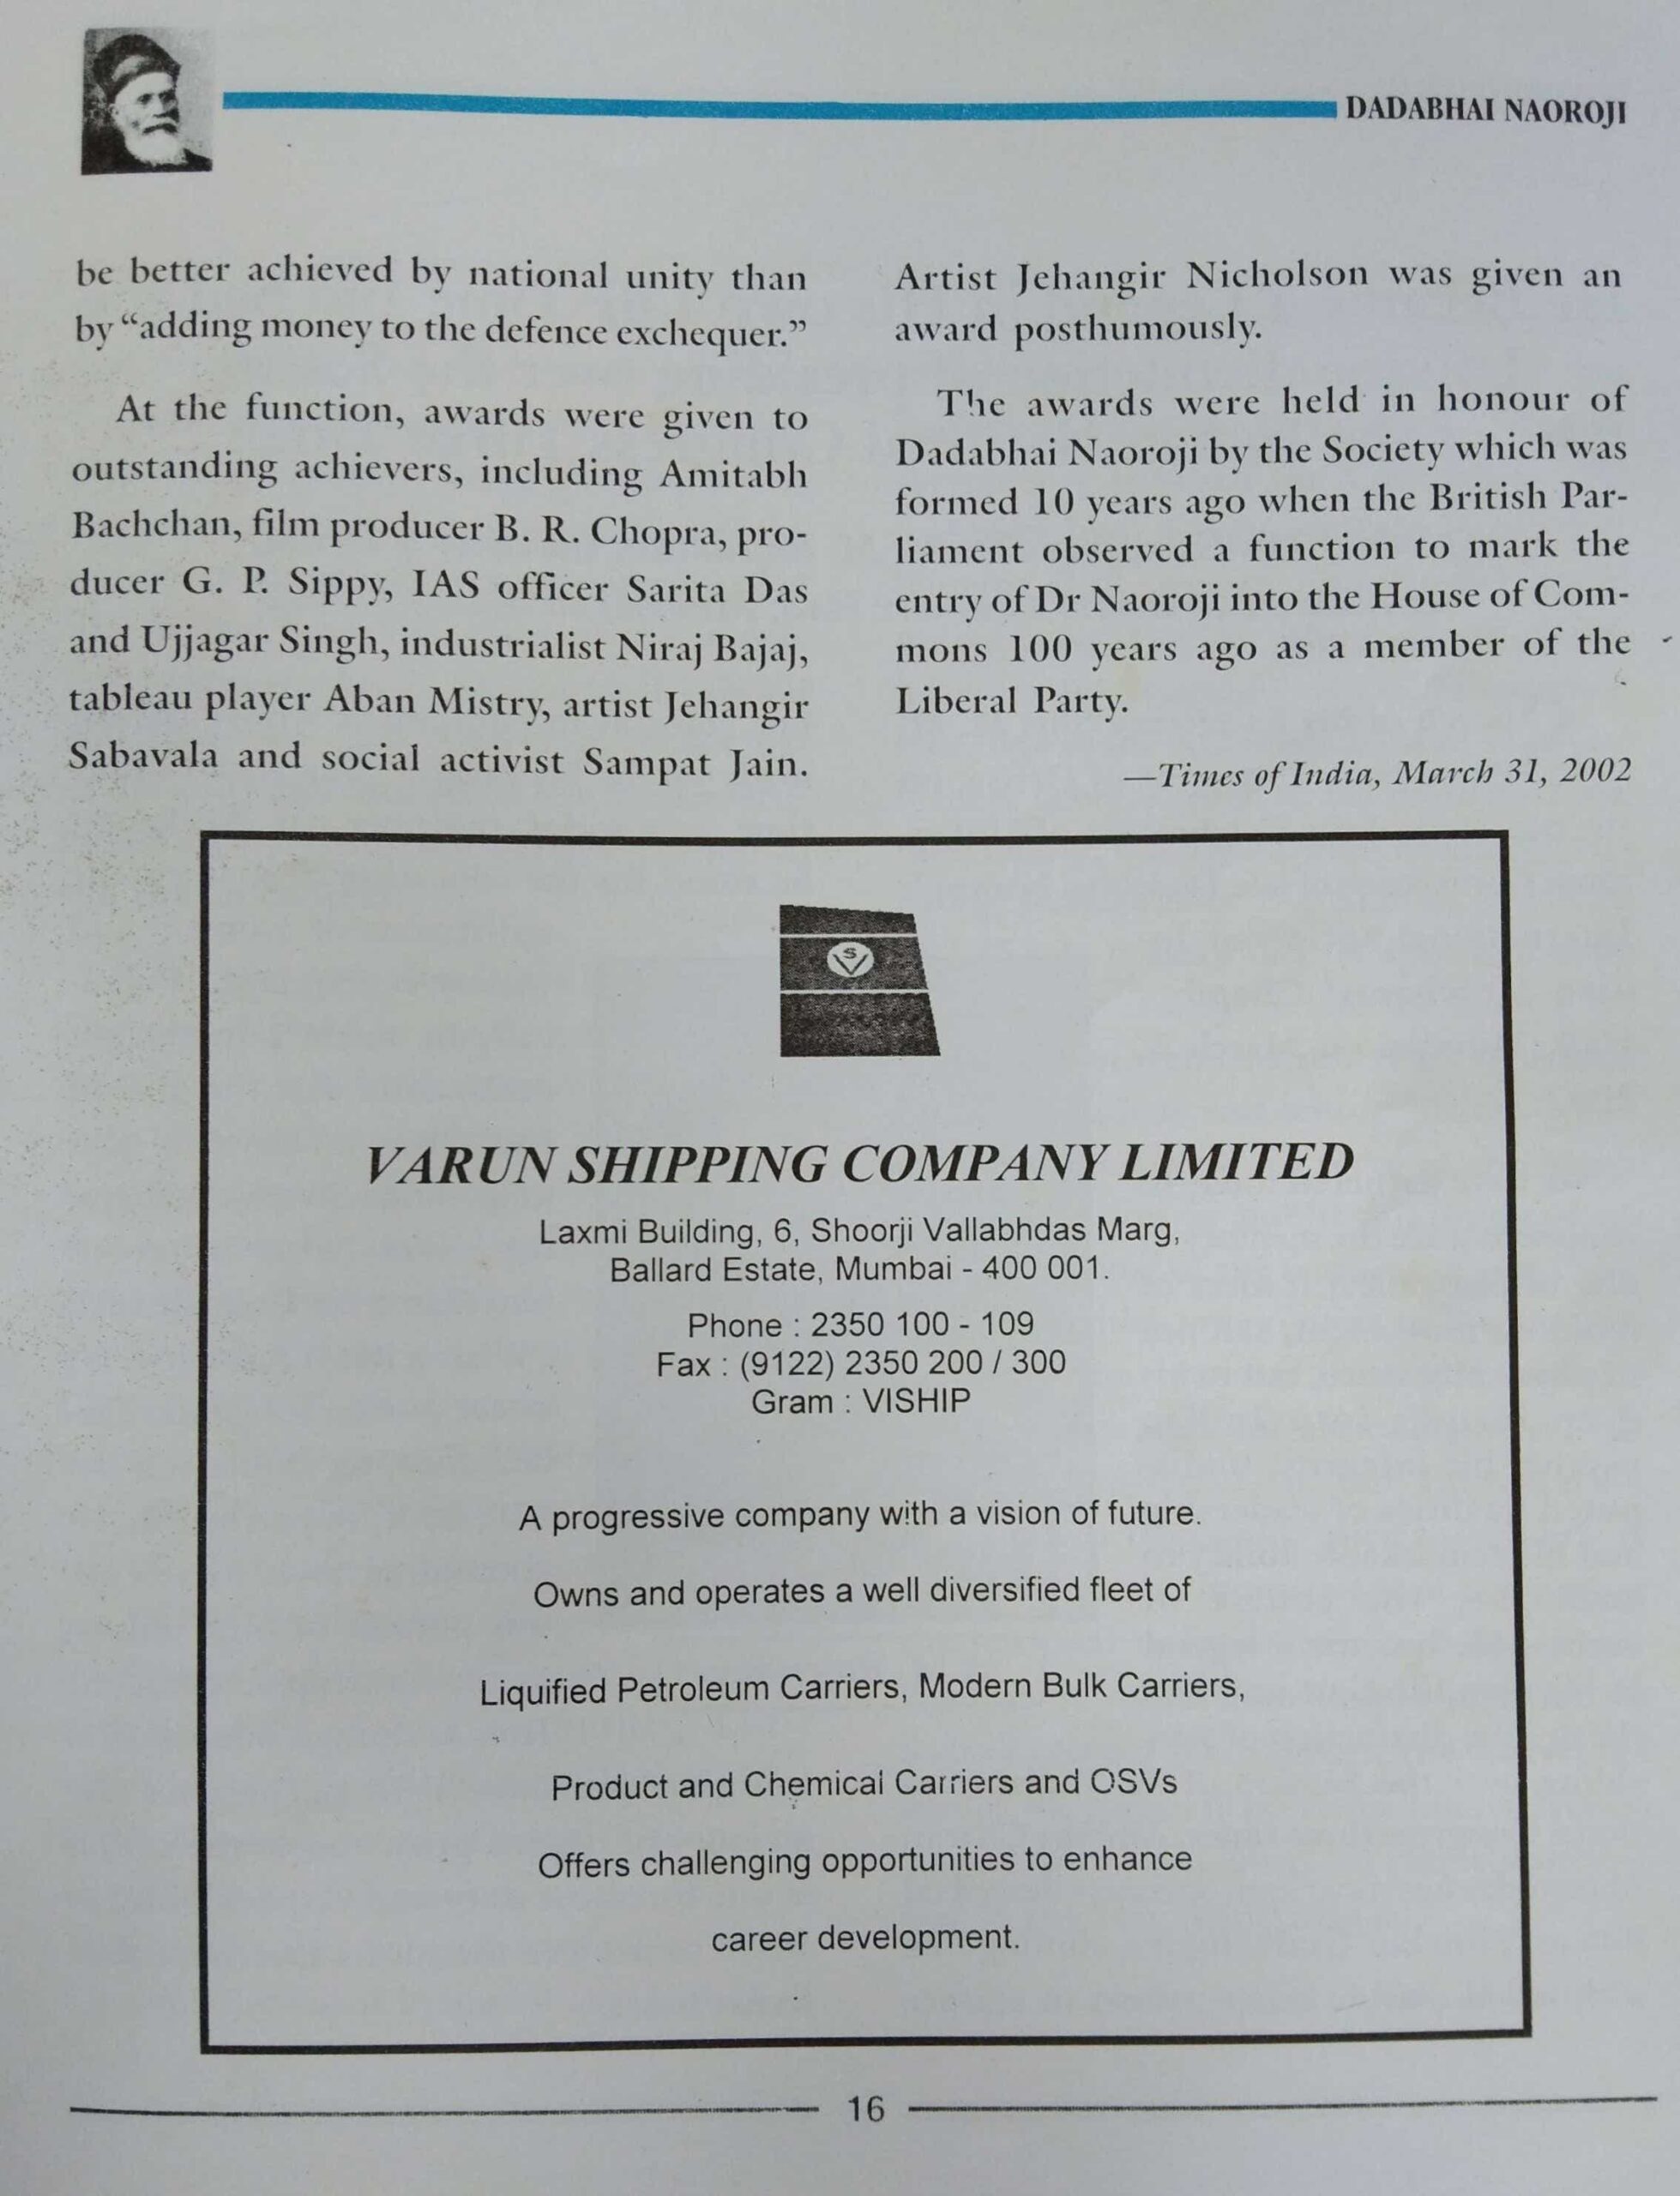 DADABHAI NAOROJI
be better achieved by national unity than
by “adding money to the defence exchequer.”
At the function, awards were given to
outstanding achievers, including Amitabh
Bachchan, film producer B. R. Chopra, pro-
ducer G. P. Sippy, IAS officer Sarita Das
and Ujjagar Singh, industrialist Niraj Bajaj,
tableau player Aban Mistry, artist Jehangir
Sabavala and social activist Sampat Jain.
Artist Jehangir Nicholson was given an
award posthumously.
The awards were held in honour of
Dadabhai Naoroji by the Society which was
formed 10 years ago when the British Par-
liament observed a function to mark the
entry of Dr Naoroji into the House of Com-
mons 100 years ago as a member of the
Liberal Party.
—Times of India, March 31, 2002
S
V
VARUN SHIPPING COMPANY LIMITED
Laxmi Building, 6, Shoorji Vallabhdas Marg,
Ballard Estate, Mumbai - 400 001.
Phone : 2350 100 - 109
Fax : (9122) 2350 200 / 300
Gram : VISHIP
A progressive company with a vision of future.
Owns and operates a well diversified fleet of
Liquified Petroleum Carriers, Modern Bulk Carriers,
Product and Chemical Carriers and OSVs
Offers challenging opportunities to enhance
career development.
16